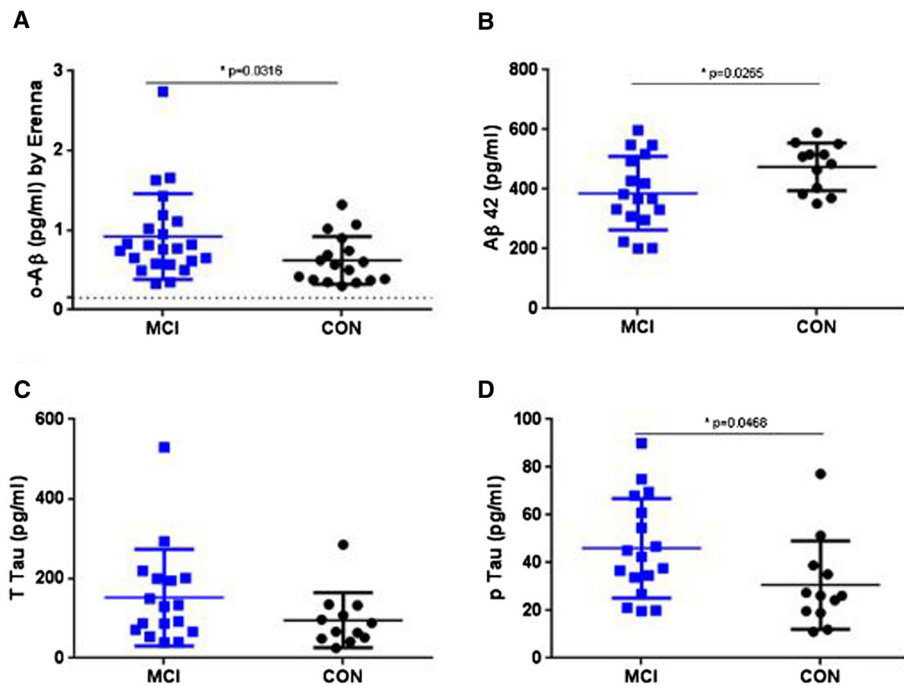 A
o-Aβ (pg/ml) by Erenna
3
2
1
0
* p=0.0316
MCI
CON
B
Aβ 42 (pg/ml)
800
600
400
200
0
* p=0.0265
MCI
CON
C
T Tau (pg/ml)
600
400
200
0
MCI
CON
D
p Tau (pg/ml)
100
80
60
40
20
0
* p=0.0468
MCI
CON